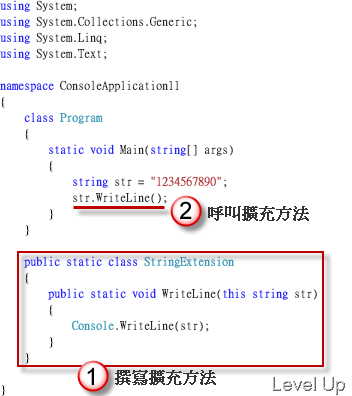 using System;
using System.Collections.Generic;
using System.Linq;
using System.Text;
namespace ConsoleApplication11
{
class Program
{
static void Main(string[] args)
{
string str = "1234567890";
str.WriteLine();
2 呼叫擴充方法
}
}
public static class StringExtension
{
public static void WriteLine(this string str)
{
Console.WriteLine(str);
}
}
1 撰寫擴充方法
}
Level Up